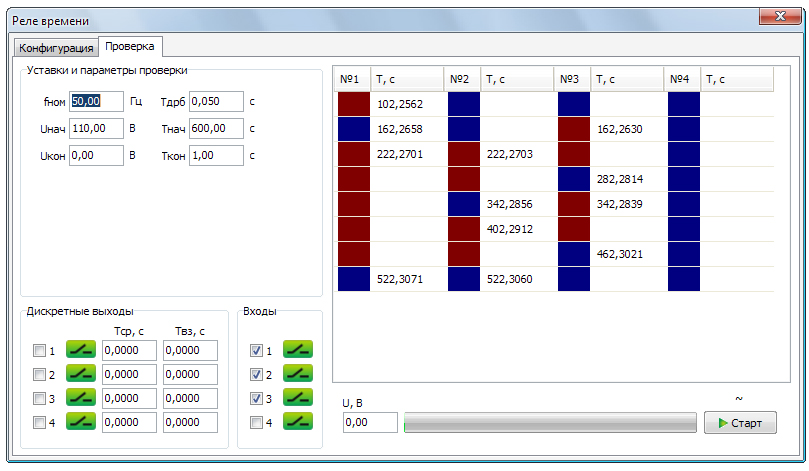 Реле времени
Конфигурация Проверка
Уставки и параметры проверки
fном 50,00 Гц Tдрб 0,050 с
Uнач 110,00 В Tнач 600,00 с
Uкон 0,00 В Tкон 1,00 с
№1 T, с №2 T, с №3 T, с №4 T, с
102,2562
162,2658 162,2630
222,2701 222,2703
282,2814
342,2856 342,2839
402,2912
462,3021
522,3071 522,3060
Дискретные выходы
Tср, с Tвз, с
1 0,0000 0,0000
2 0,0000 0,0000
3 0,0000 0,0000
4 0,0000 0,0000
Входы
1
2
3
4
U, В ~
0,00 Старт